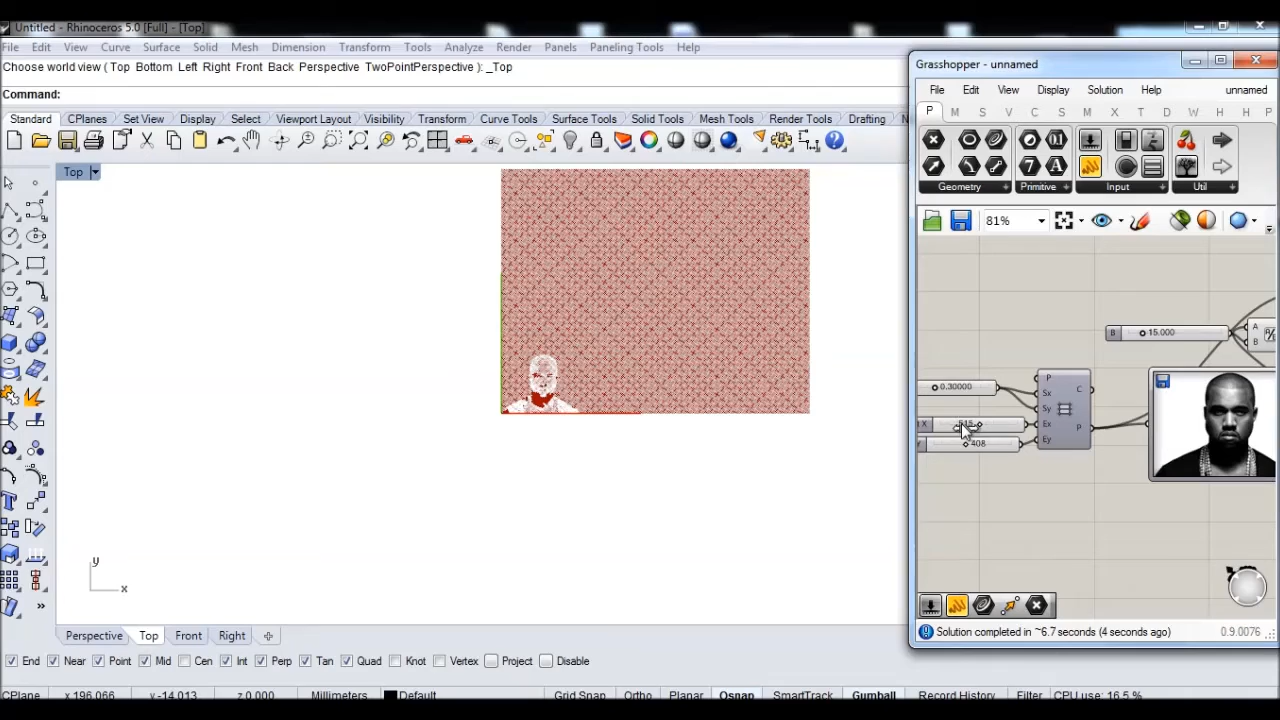 Untitled - Rhinoceros 5.0 [Full] - [Top]
File Edit View Curve Surface Solid Mesh Dimension Transform Tools Analyze Render Panels Paneling Tools Help
Choose world view ( Top Bottom Left Right Front Back Perspective TwoPointPerspective ): _Top
Command:
Standard CPlanes Set View Display Select Viewport Layout Visibility Transform Curve Tools Surface Tools Solid Tools Mesh Tools Render Tools Drafting
Top
y
x
Perspective Top Front Right
End Near Point Mid Cen Int Perp Tan Quad Knot Vertex Project Disable
CPlane x 196.066 y -14.013 z 0.000 Millimeters Default Grid Snap Ortho Planar Osnap SmartTrack Gumball Record History Filter CPU use: 16.5 %
Grasshopper - unnamed
File Edit View Display Solution Help unnamed
P M S V C S M X T D W H H P
Geometry Primitive Input Util
81%
B 15.000
A
B
0.30000
P
Sx
Sy
Ex
Ey
C
P
X
408
Solution completed in ~6.7 seconds (4 seconds ago) 0.9.0076